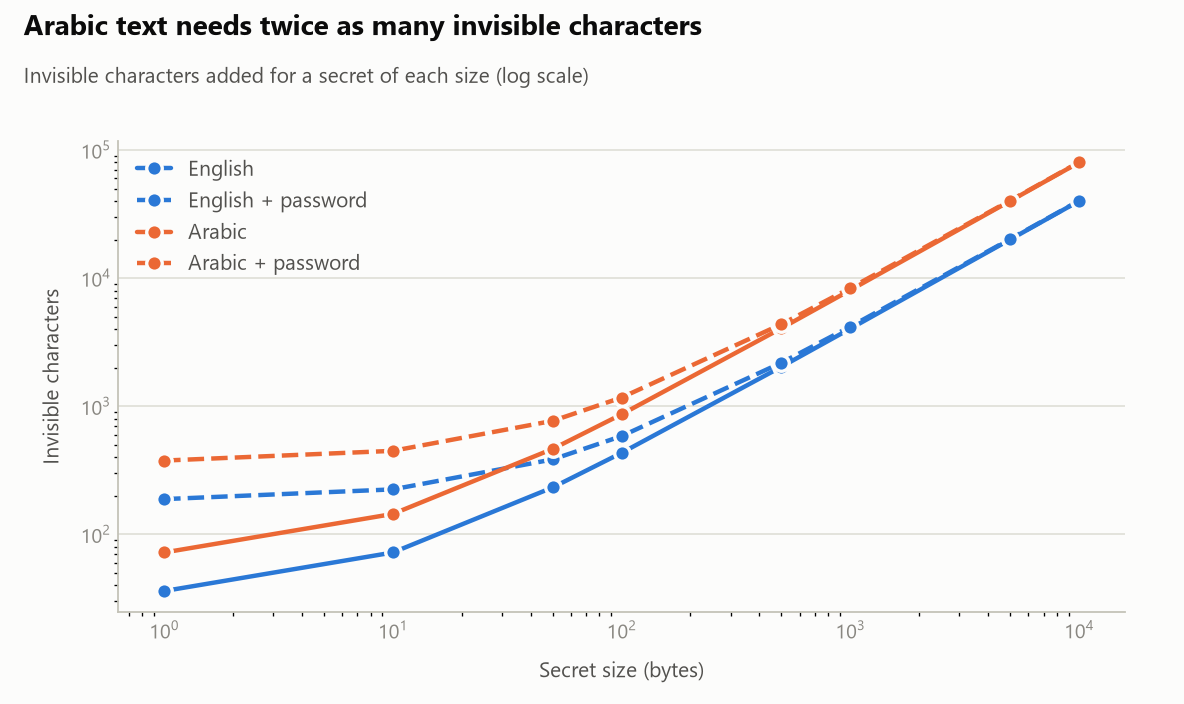 Arabic text needs twice as many invisible characters
Invisible characters added for a secret of each size (log scale)
10⁵
10⁴
10³
10²
Invisible characters
English
English + password
Arabic
Arabic + password
10⁰ 10¹ 10² 10³ 10⁴
Secret size (bytes)